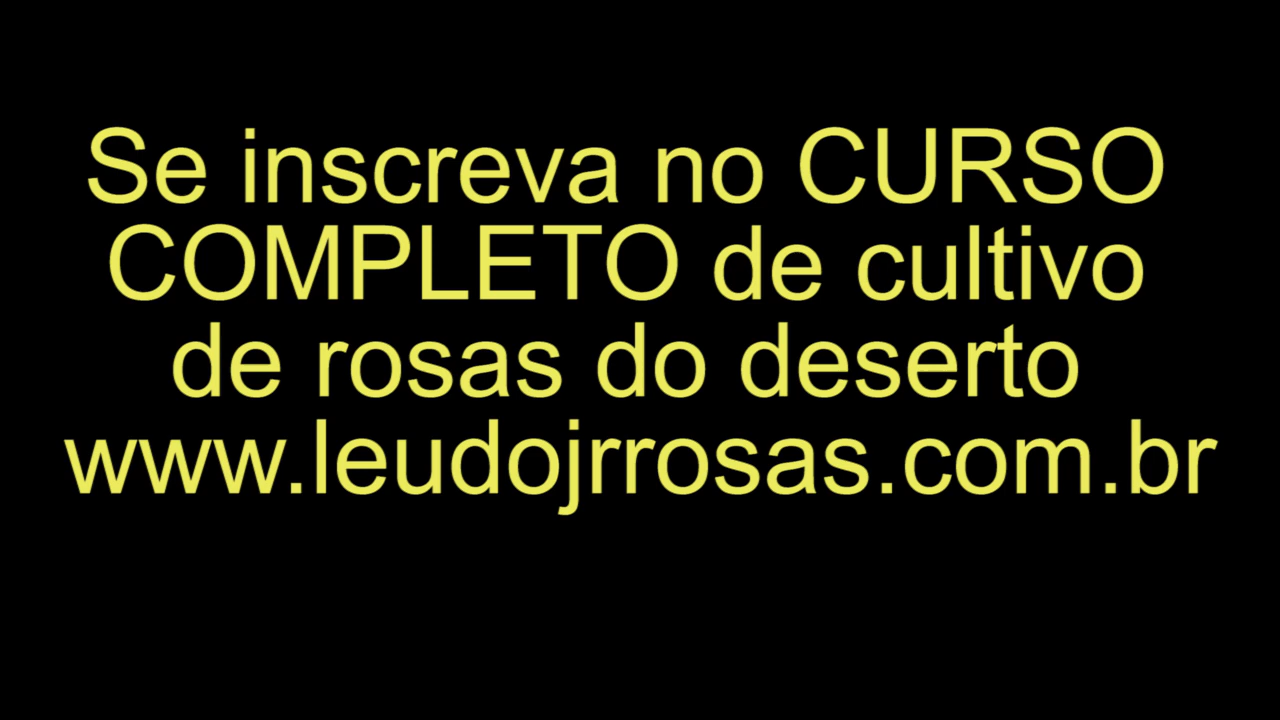 Se inscreva no CURSO
COMPLETO de cultivo
de rosas do deserto
www.leudojrrosas.com.br